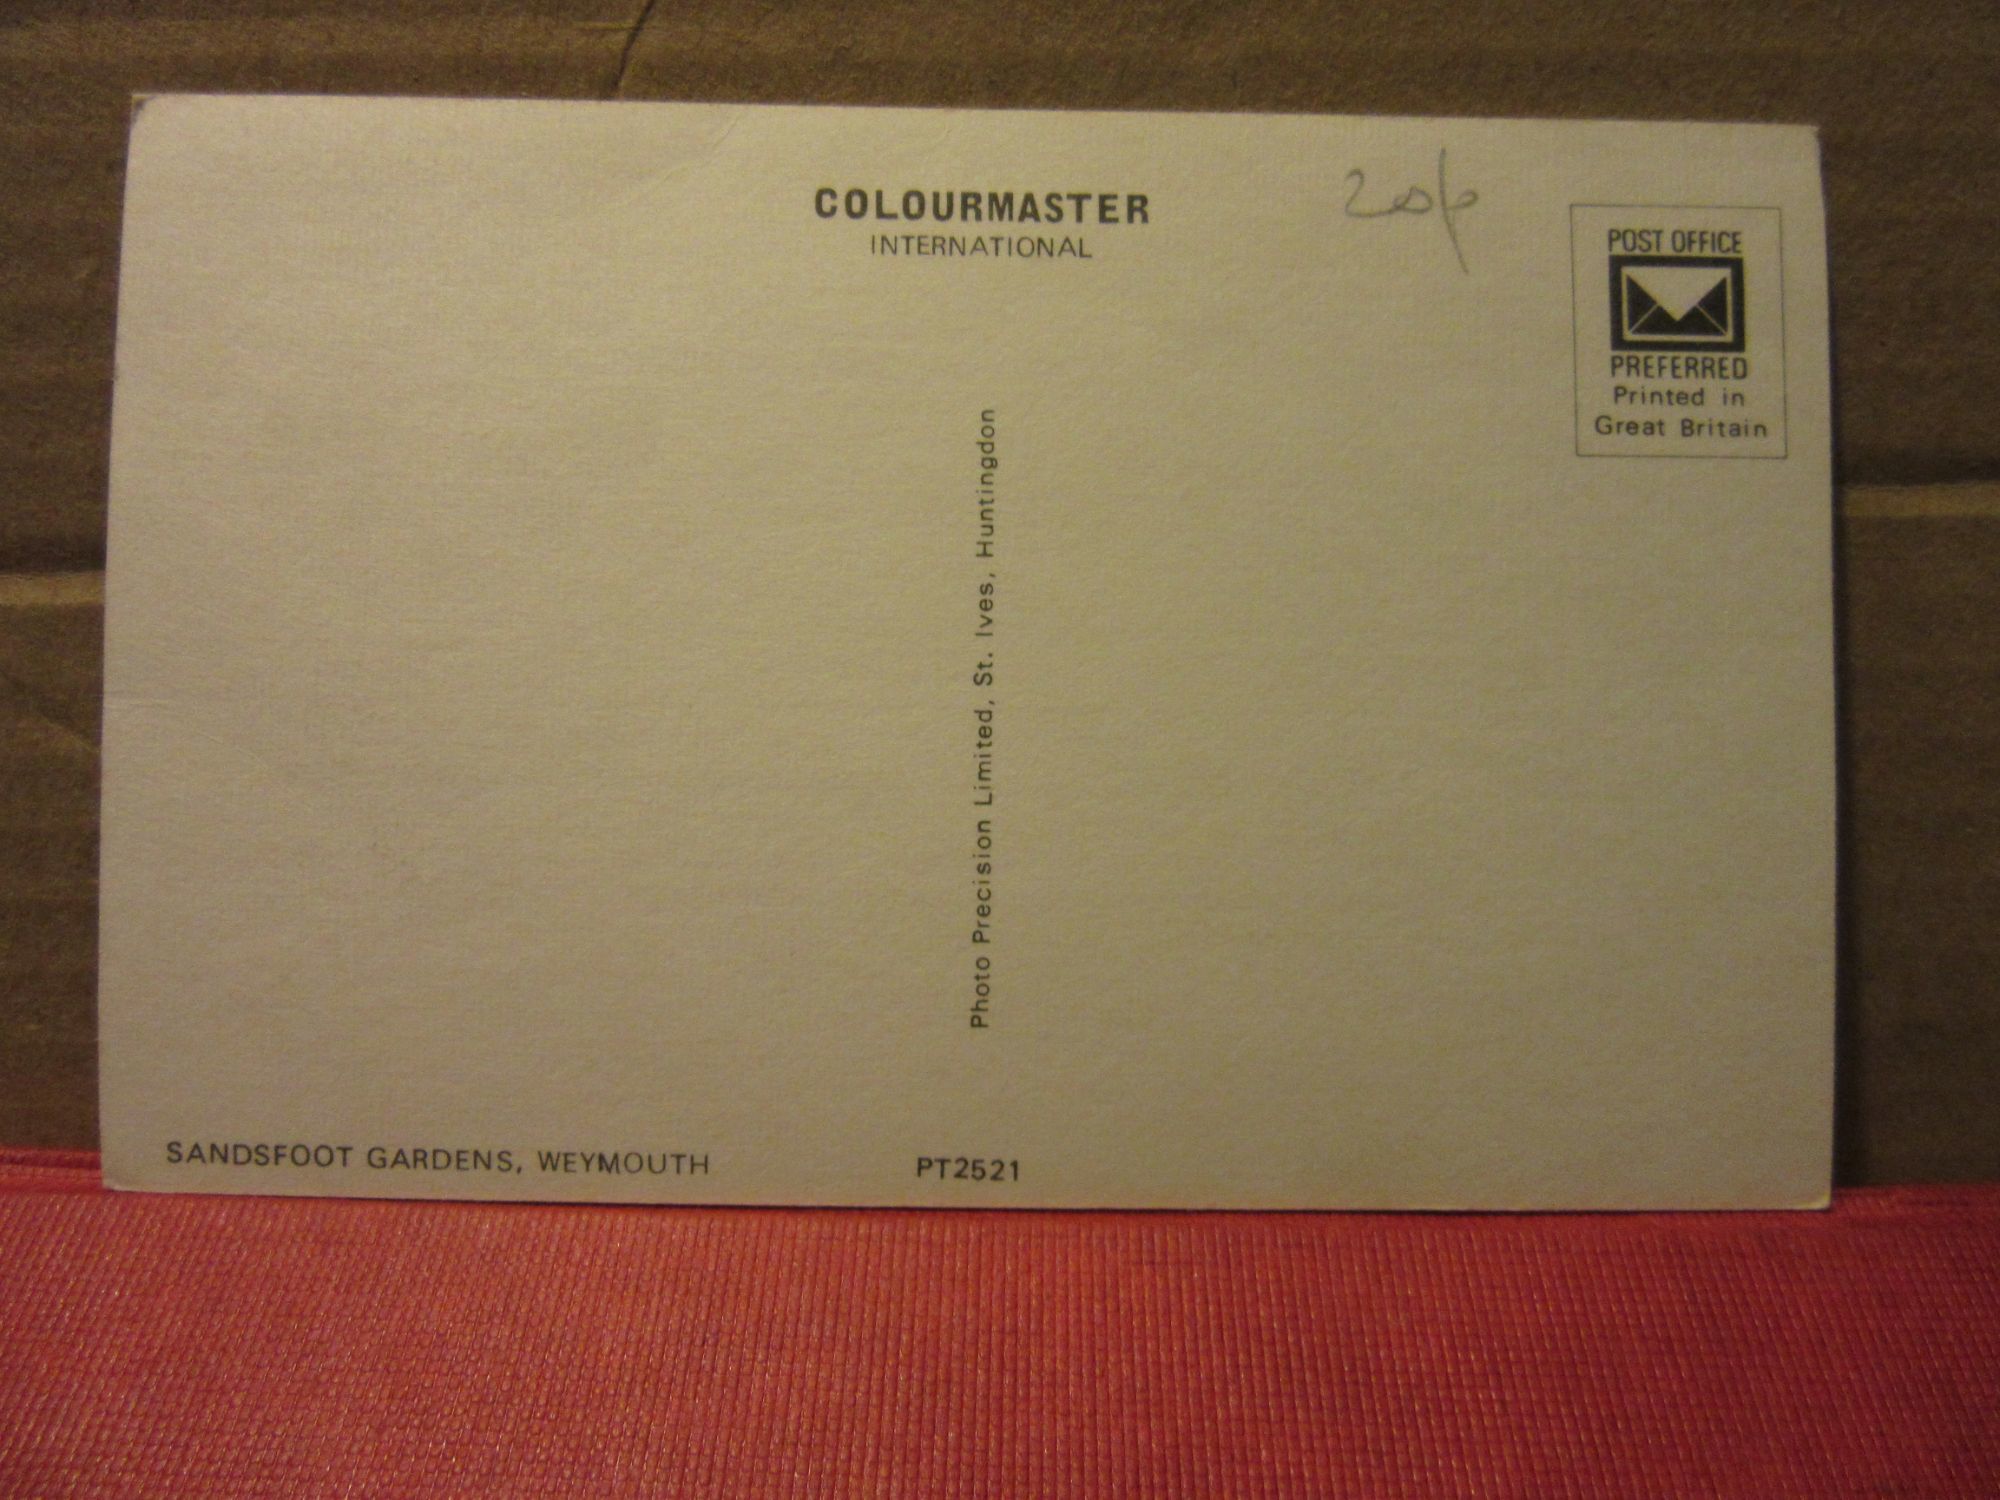 COLOURMASTER
INTERNATIONAL
20p
POST OFFICE
PREFERRED
Printed in
Great Britain
Photo Precision Limited, St. Ives, Huntingdon
SANDSFOOT GARDENS, WEYMOUTH
PT2521